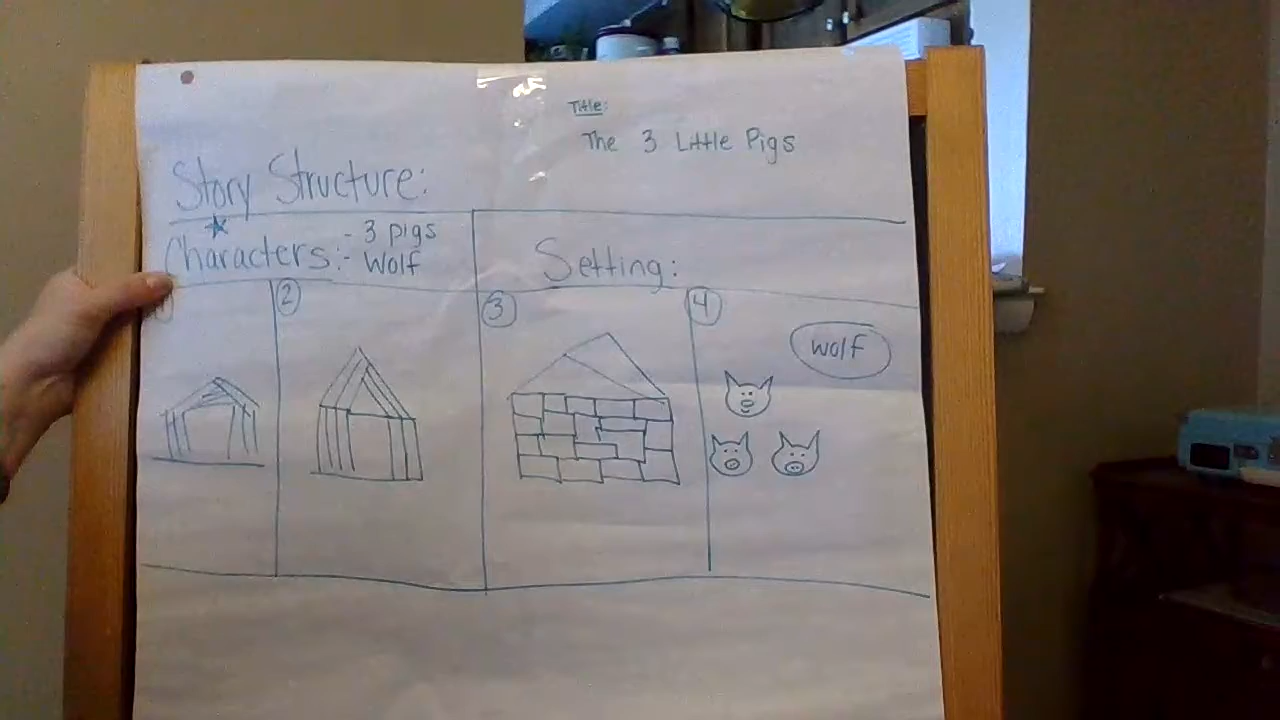 Title:
The 3 Little Pigs
Story Structure:
Characters: - 3 pigs
- Wolf
Setting:
2
3
4
wolf